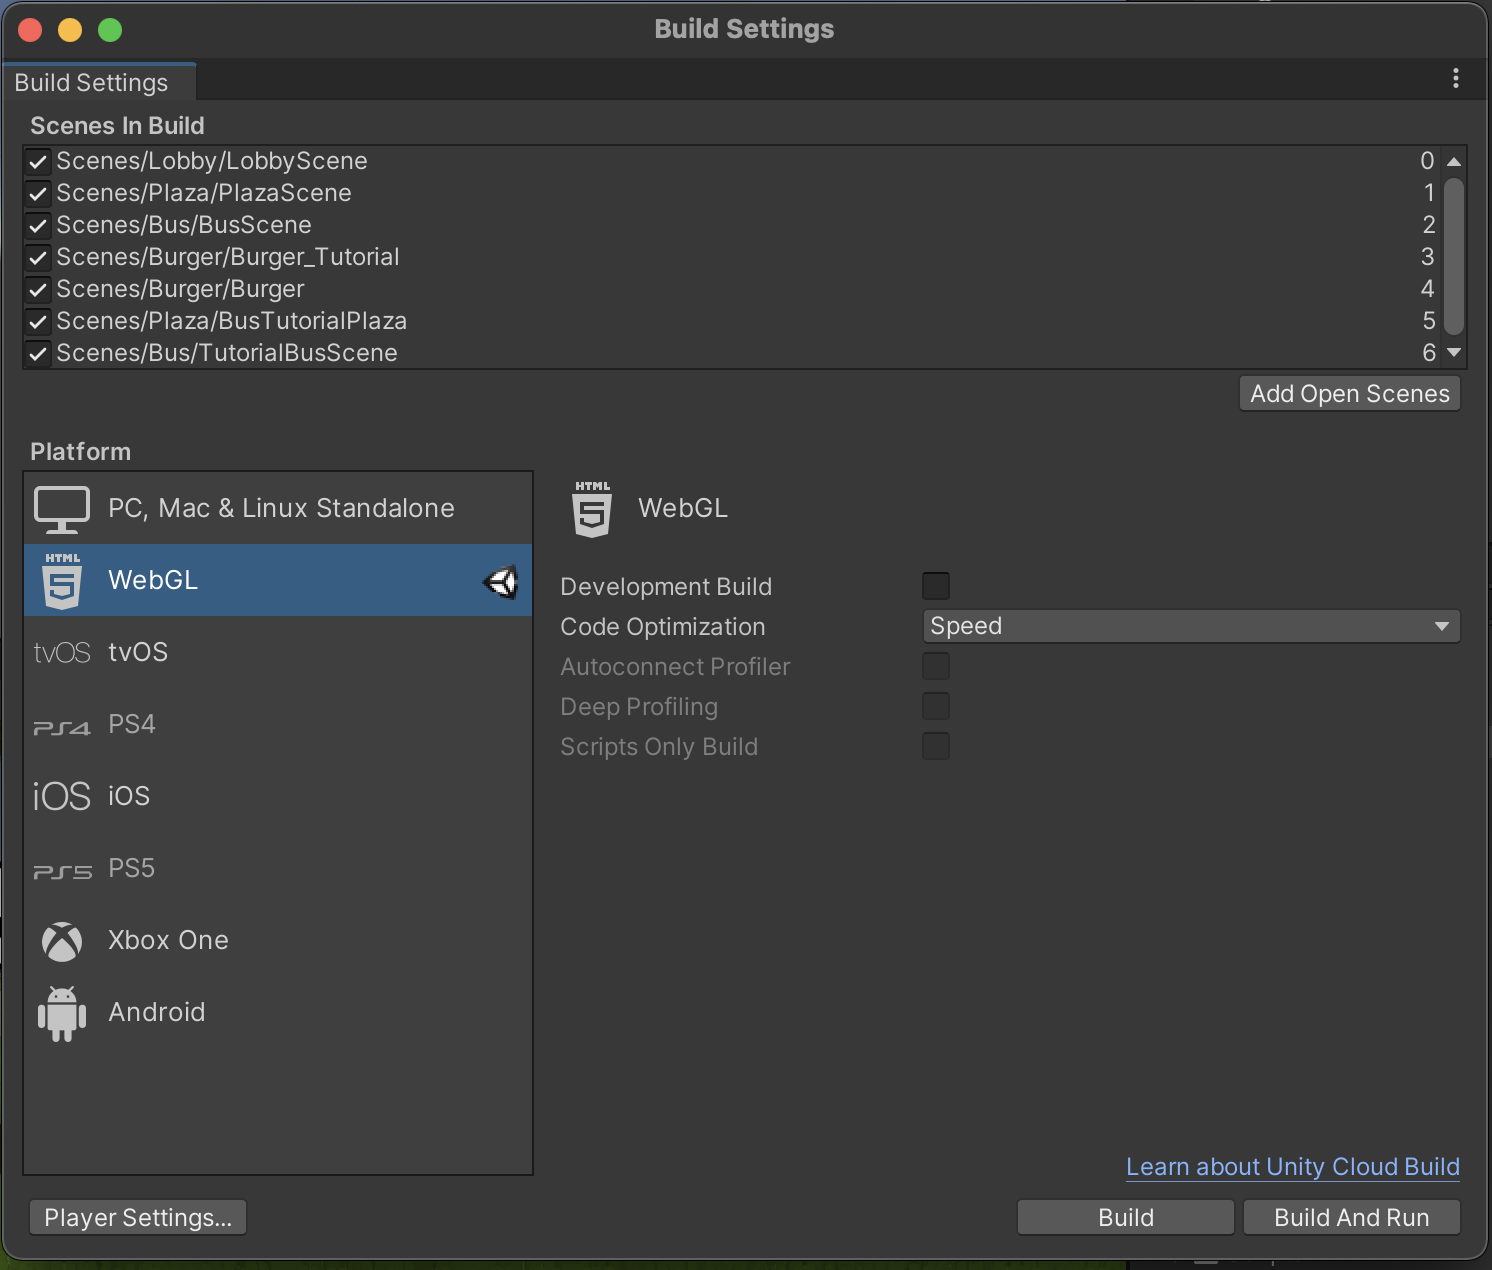 Build Settings
Build Settings
Scenes In Build
Scenes/Lobby/LobbyScene 0
Scenes/Plaza/PlazaScene 1
Scenes/Bus/BusScene 2
Scenes/Burger/Burger_Tutorial 3
Scenes/Burger/Burger 4
Scenes/Plaza/BusTutorialPlaza 5
Scenes/Bus/TutorialBusScene 6
Add Open Scenes
Platform
PC, Mac & Linux Standalone
HTML 5 WebGL
tvOS tvOS
PS4 PS4
iOS iOS
PS5 PS5
Xbox One
Android
HTML 5 WebGL
Development Build
Code Optimization Speed
Autoconnect Profiler
Deep Profiling
Scripts Only Build
Learn about Unity Cloud Build
Player Settings...
Build
Build And Run